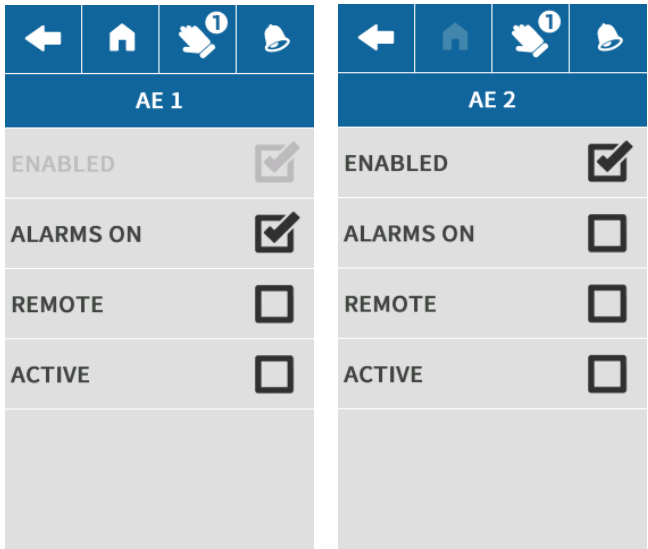 1
AE 1
ENABLED
ALARMS ON
REMOTE
ACTIVE
1
AE 2
ENABLED
ALARMS ON
REMOTE
ACTIVE